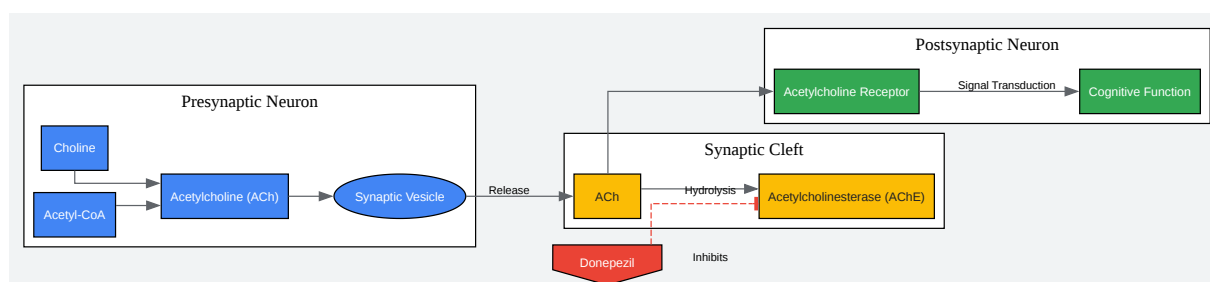 Postsynaptic Neuron
Acetylcholine Receptor
Signal Transduction
Cognitive Function
Presynaptic Neuron
Choline
Acetyl-CoA
Acetylcholine (ACh)
Synaptic Vesicle
Release
Synaptic Cleft
ACh
Hydrolysis
Acetylcholinesterase (AChE)
Donepezil
Inhibits